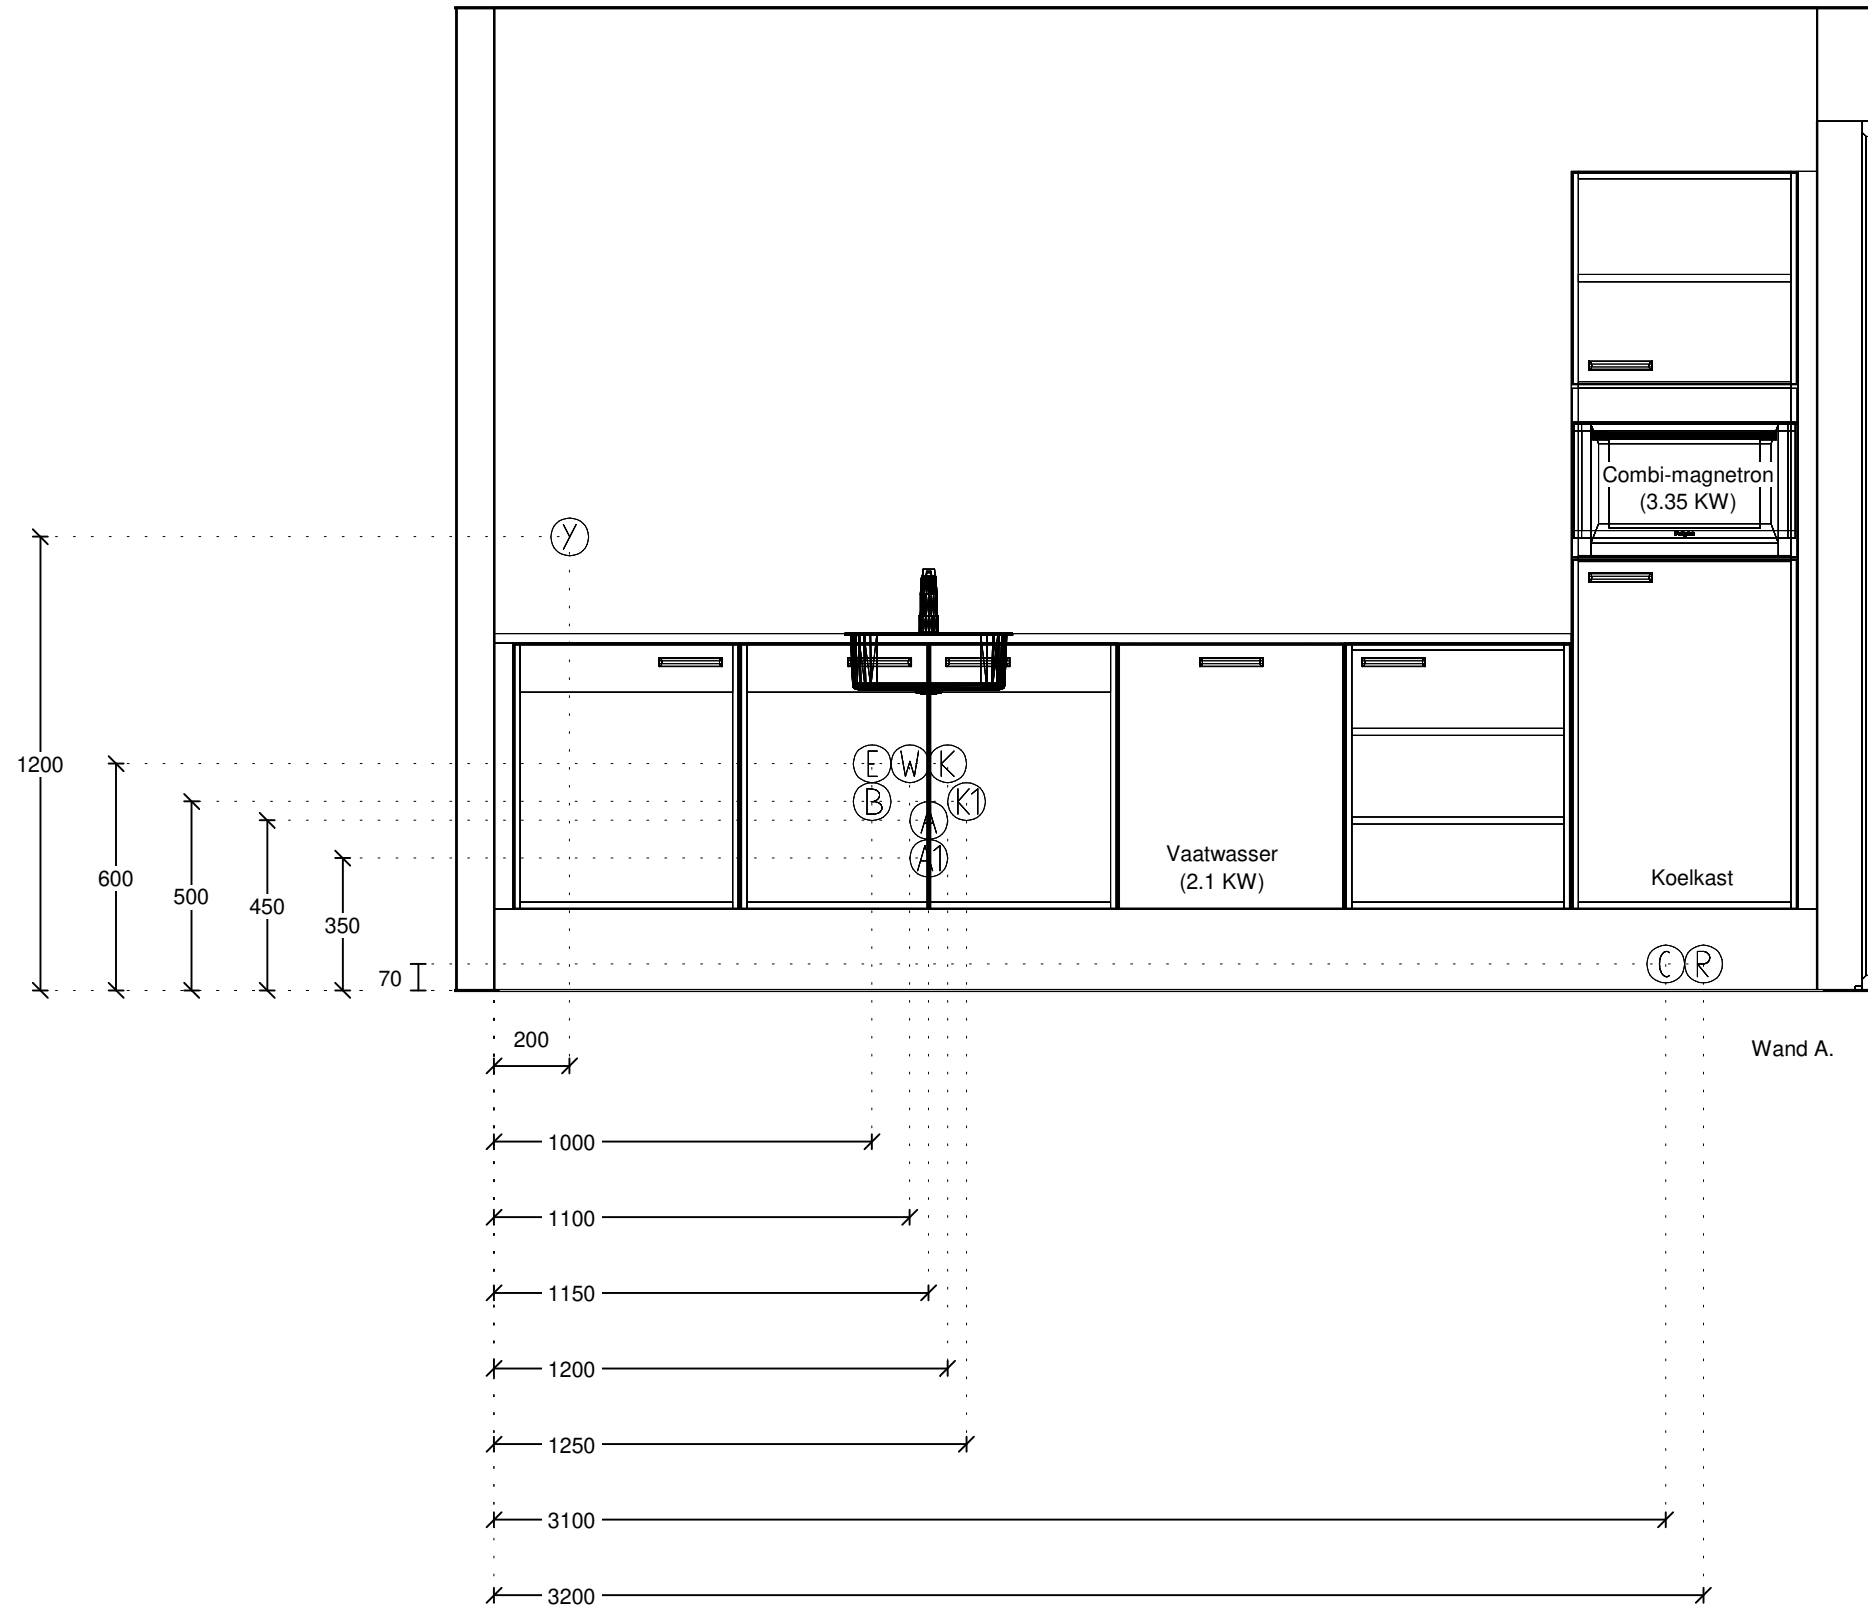 Combi-magnetron
(3.35 KW)
Y
1200
E W K
B K1
A
A1
600
500
450
350
70
Vaatwasser
(2.1 KW)
Koelkast
C R
200
Wand A.
1000
1100
1150
1200
1250
3100
3200